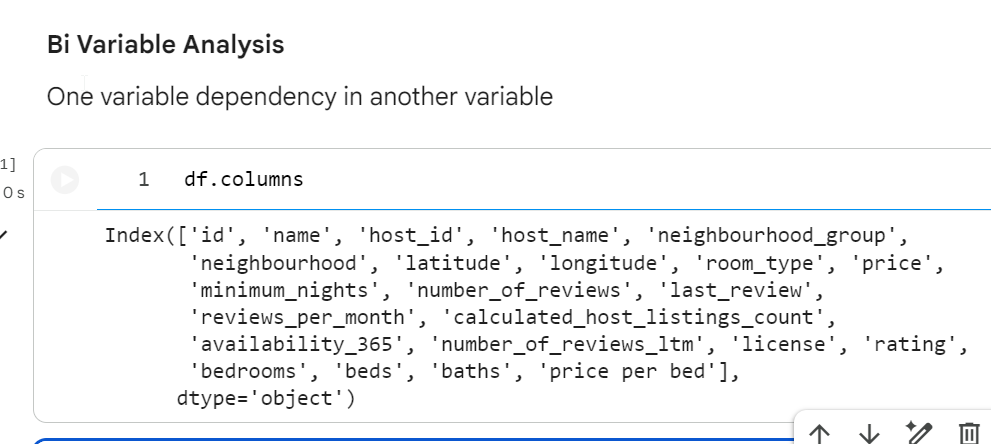 Bi Variable Analysis
One variable dependency in another variable
1]
0 s
1 df.columns
Index(['id', 'name', 'host_id', 'host_name', 'neighbourhood_group',
'neighbourhood', 'latitude', 'longitude', 'room_type', 'price',
'minimum_nights', 'number_of_reviews', 'last_review',
'reviews_per_month', 'calculated_host_listings_count',
'availability_365', 'number_of_reviews_ltm', 'license', 'rating',
'bedrooms', 'beds', 'baths', 'price per bed'],
dtype='object')